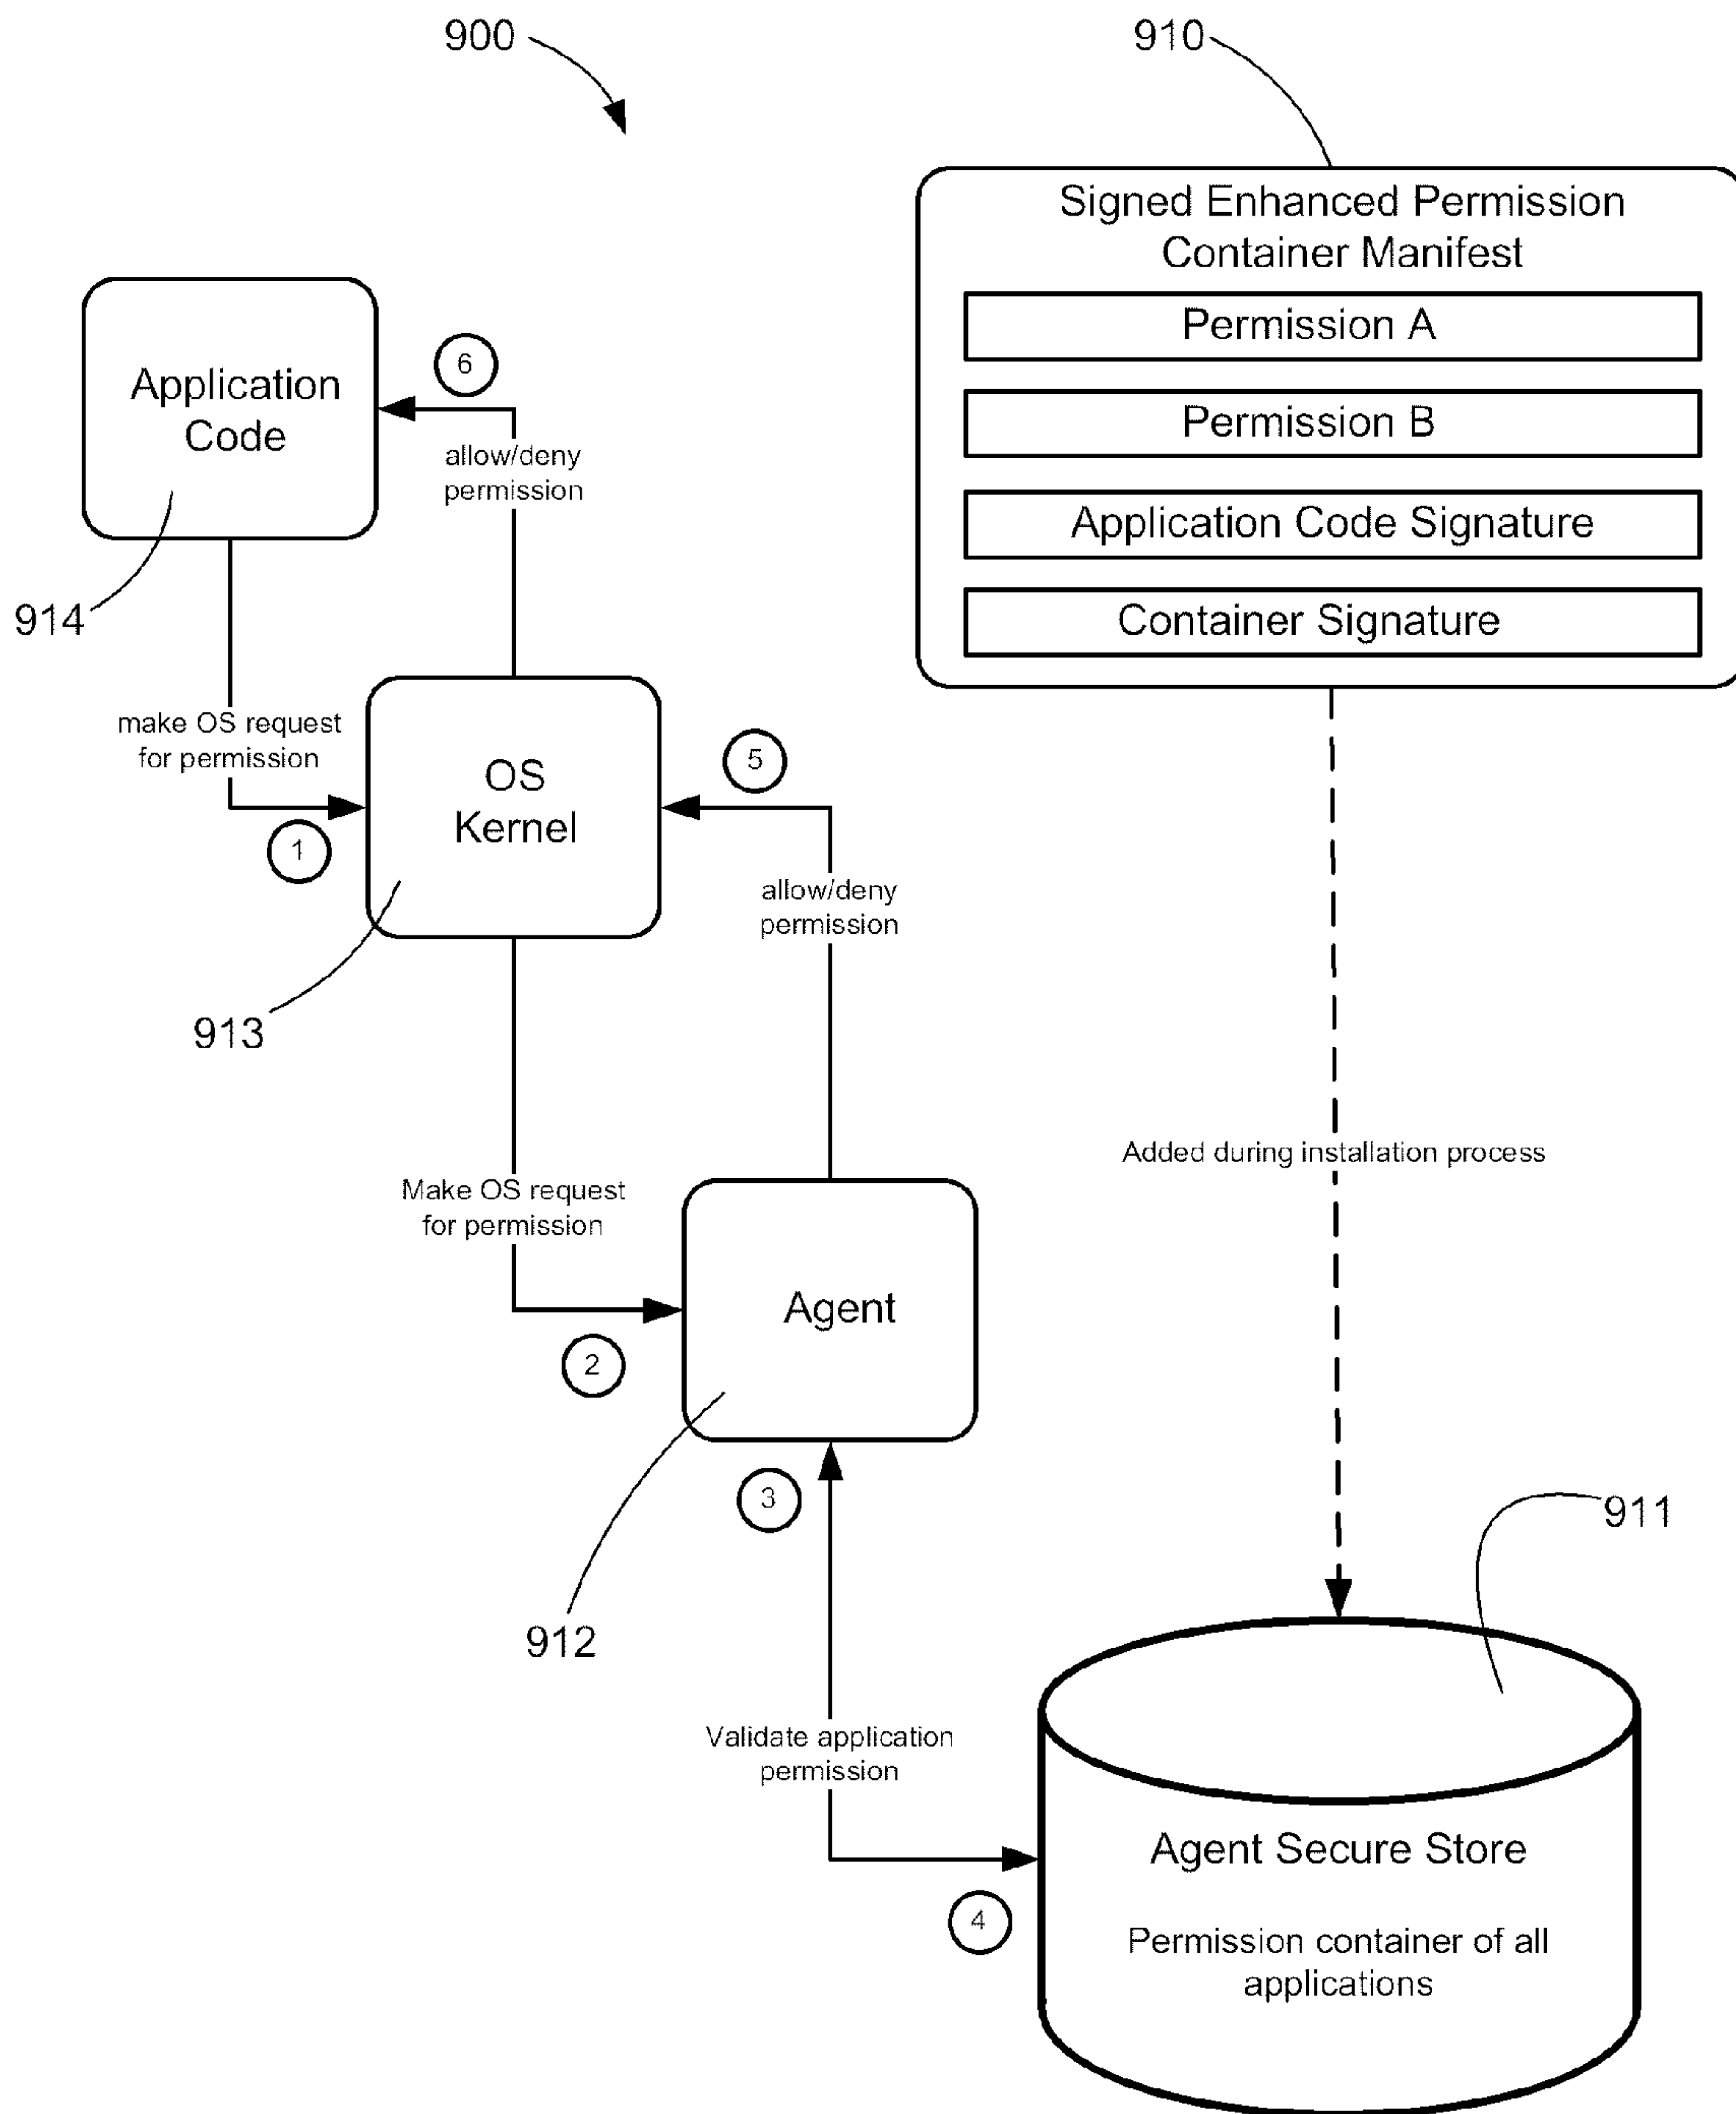 900
910
Signed Enhanced Permission
Container Manifest
Permission A
Permission B
Application Code Signature
Container Signature
Application
Code
6
allow/deny
permission
914
make OS request
for permission
1
OS
Kernel
5
allow/deny
permission
913
Make OS request
for permission
2
Agent
Added during installation process
3
912
911
Validate application
permission
4
Agent Secure Store
Permission container of all
applications